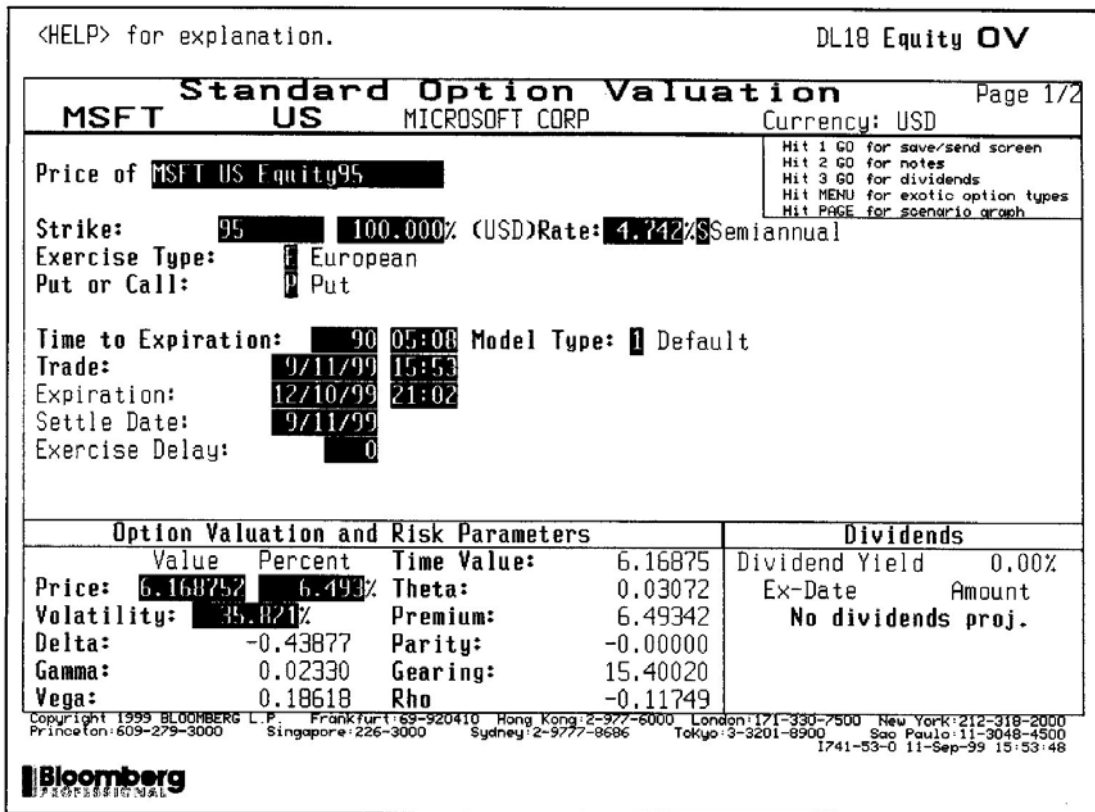 <HELP> for explanation. DL18 Equity OV
Standard Option Valuation Page 1/2
MSFT US MICROSOFT CORP Currency: USD
Hit 1 GO for save/send screen
Hit 2 GO for notes
Hit 3 GO for dividends
Hit MENU for exotic option types
Hit PAGE for scenario graph
Price of MSFT US Equity95
Strike: 95 100.000% (USD)Rate: 4.742%SSemiannual
Exercise Type: E European
Put or Call: P Put
Time to Expiration: 90 05:08 Model Type: 1 Default
Trade: 9/11/99 15:53
Expiration: 12/10/99 21:02
Settle Date: 9/11/99
Exercise Delay: 0
Option Valuation and Risk Parameters
Value Percent Time Value: 6.16875
Price: 6.168752 6.493% Theta: 0.03072
Volatility: 35.821% Premium: 6.49342
Delta: -0.43877 Parity: -0.00000
Gamma: 0.02330 Gearing: 15.40020
Vega: 0.18618 Rho -0.11749
Dividends
Dividend Yield 0.00%
Ex-Date Amount
No dividends proj.
Copyright 1999 BLOOMBERG L.P. Frankfurt:69-920410 Hong Kong:2-977-6000 London:171-330-7500 New York:212-318-2000
Princeton:609-279-3000 Singapore:226-3000 Sydney:2-9777-8686 Tokyo:3-3201-8900 Sao Paulo:11-3048-4500
I741-53-0 11-Sep-99 15:53:48
Bloomberg
PROFESSIONAL